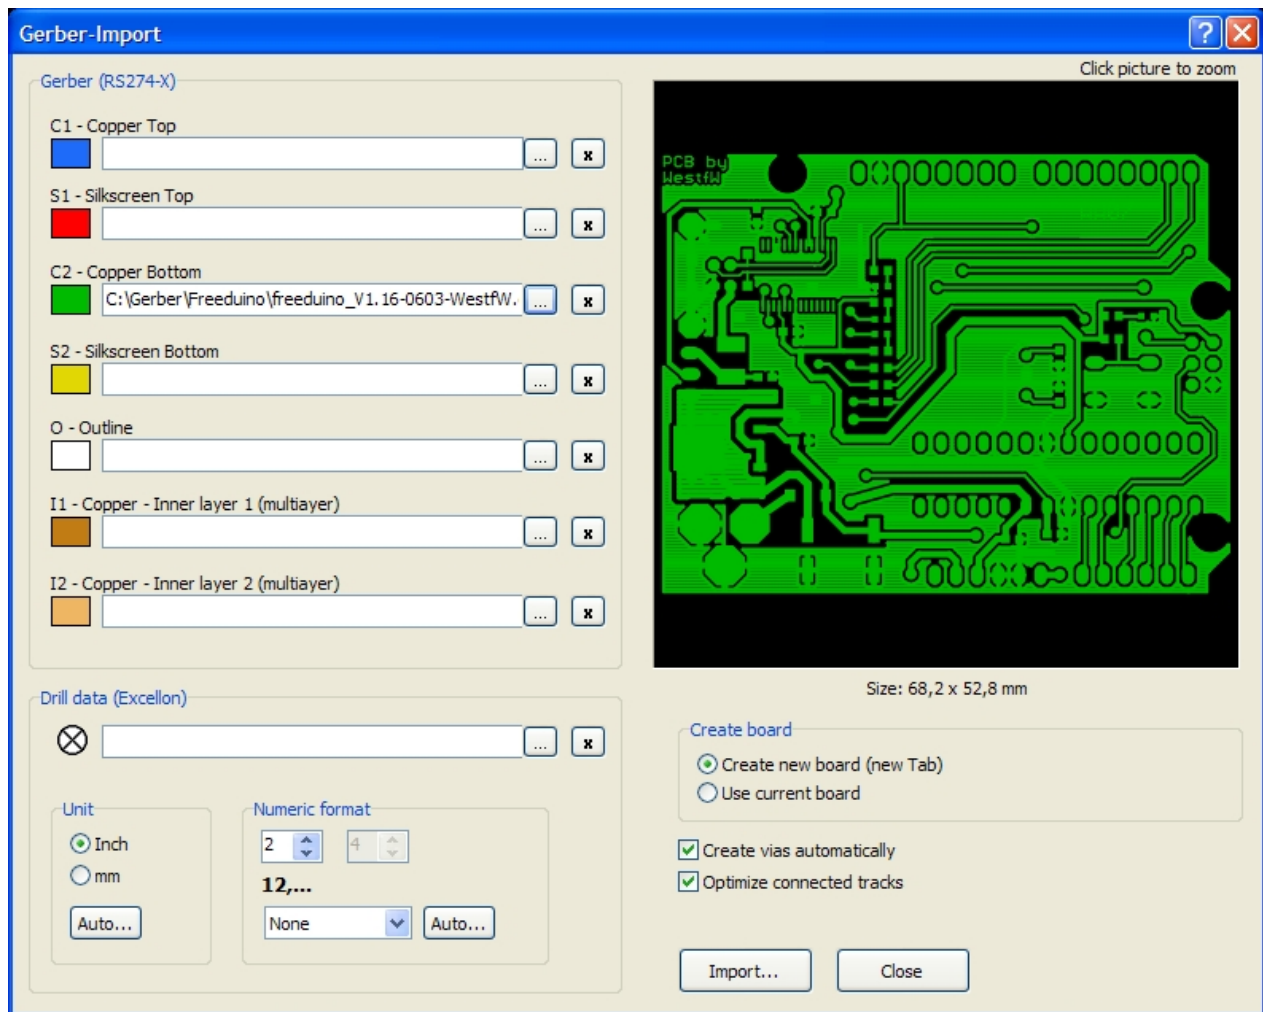 Gerber-Import
Click picture to zoom
Gerber (RS274-X)
C1 - Copper Top
... x
S1 - Silkscreen Top
... x
C2 - Copper Bottom
C:\Gerber\Freeduino\freeduino_V1.16-0603-WestfW. ... x
S2 - Silkscreen Bottom
... x
O - Outline
... x
I1 - Copper - Inner layer 1 (multiayer)
... x
I2 - Copper - Inner layer 2 (multiayer)
... x
PCB by
WestfW
Size: 68,2 x 52,8 mm
Drill data (Excellon)
... x
Unit
Inch
mm
Auto...
Numeric format
2 4
12,...
None Auto...
Create board
Create new board (new Tab)
Use current board
Create vias automatically
Optimize connected tracks
Import... Close